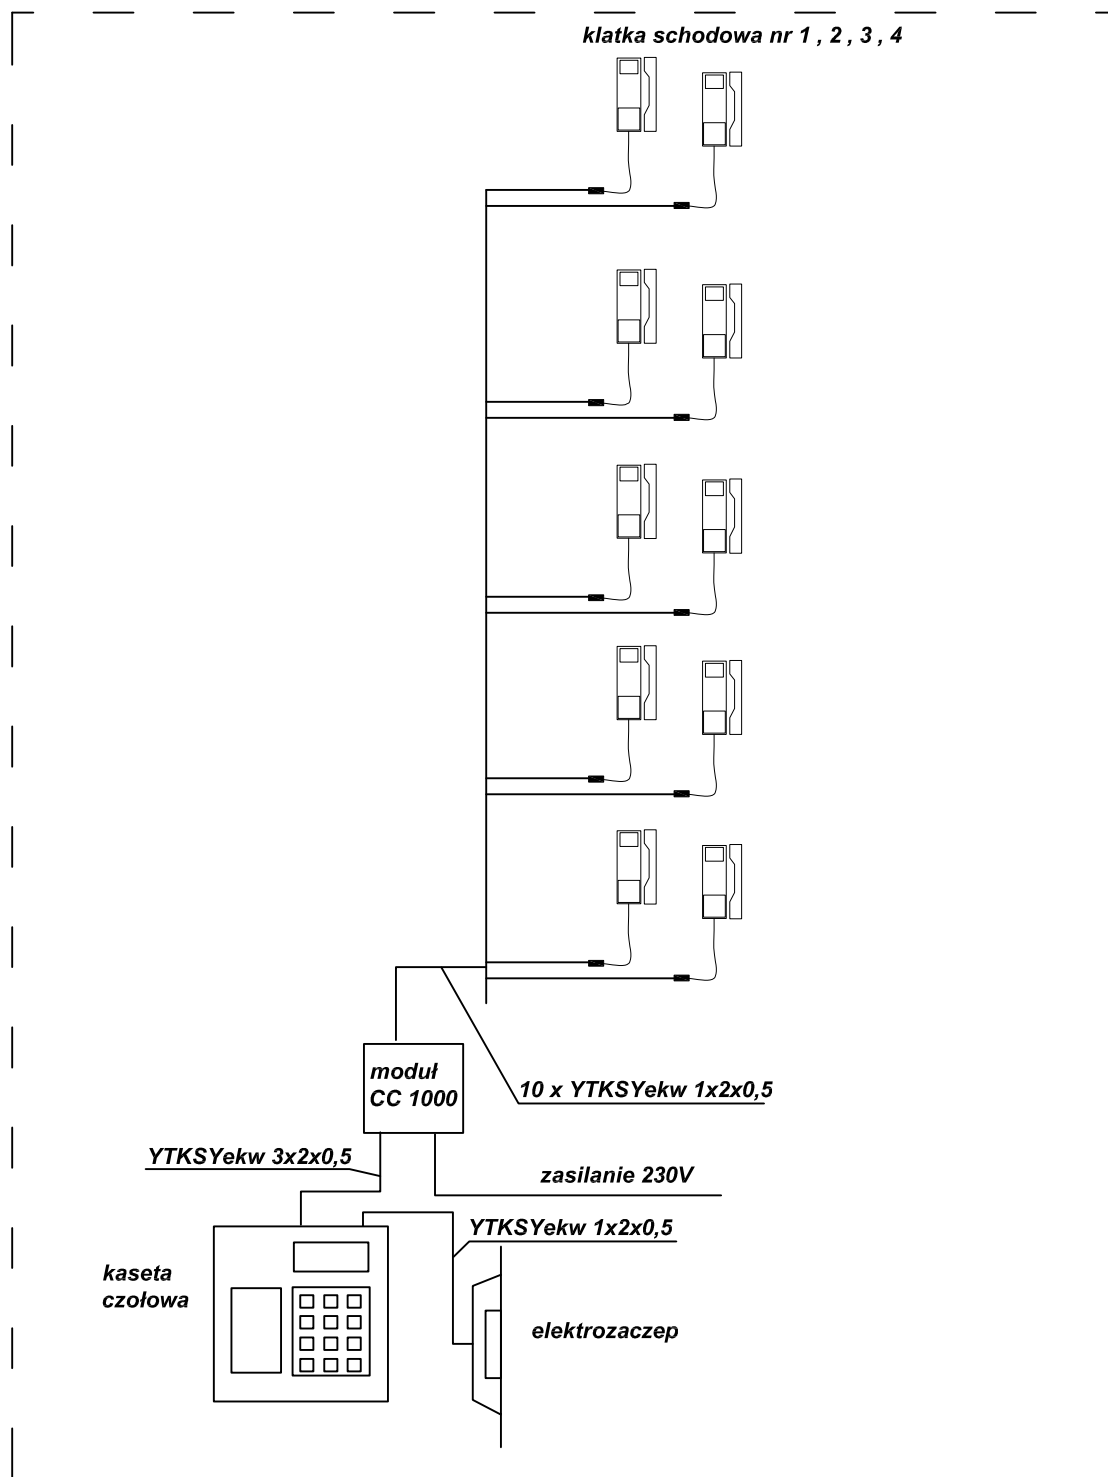 klatka schodowa nr 1 , 2 , 3 , 4
moduł
CC 1000
10 x YTKSYekw 1x2x0,5
YTKSYekw 3x2x0,5
zasilanie 230V
YTKSYekw 1x2x0,5
kaseta
czołowa
elektrozaczep